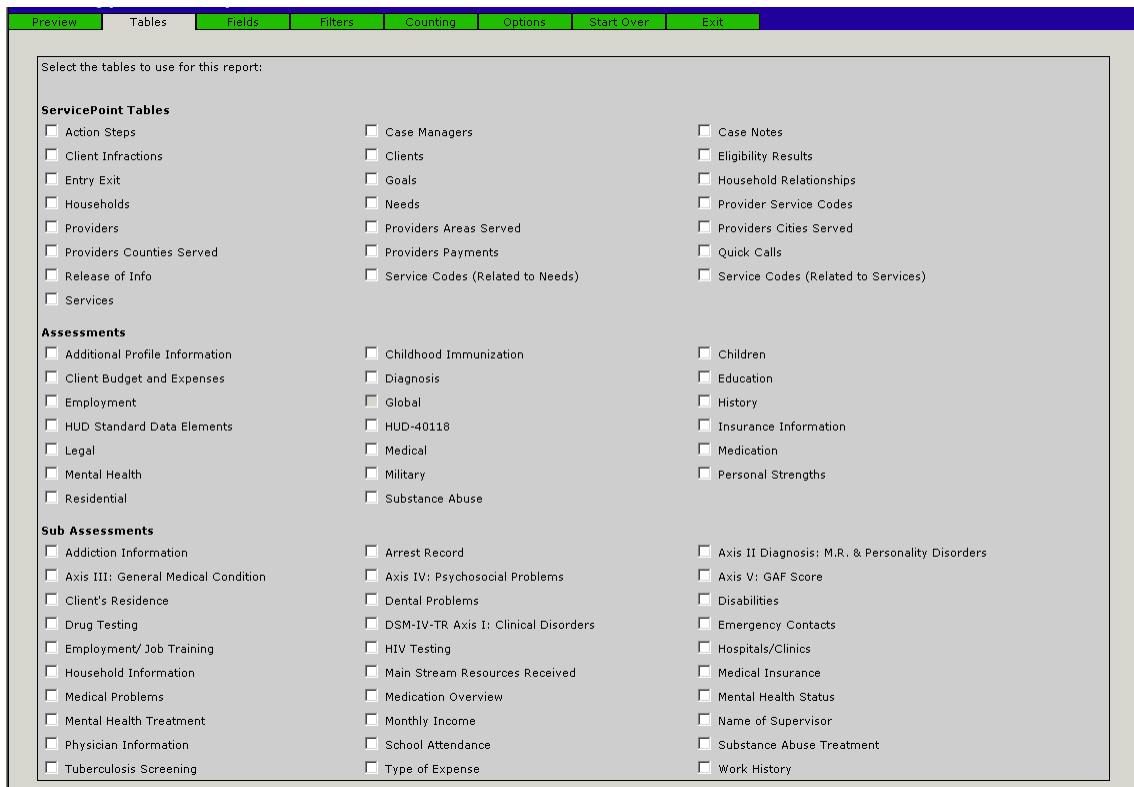 Preview Tables Fields Filters Counting Options Start Over Exit
Select the tables to use for this report:
ServicePoint Tables
Action Steps Case Managers Case Notes
Client Infractions Clients Eligibility Results
Entry Exit Goals Household Relationships
Households Needs Provider Service Codes
Providers Providers Areas Served Providers Cities Served
Providers Counties Served Providers Payments Quick Calls
Release of Info Service Codes (Related to Needs) Service Codes (Related to Services)
Services
Assessments
Additional Profile Information Childhood Immunization Children
Client Budget and Expenses Diagnosis Education
Employment Global History
HUD Standard Data Elements HUD-40118 Insurance Information
Legal Medical Medication
Mental Health Military Personal Strengths
Residential Substance Abuse
Sub Assessments
Addiction Information Arrest Record Axis II Diagnosis: M.R. & Personality Disorders
Axis III: General Medical Condition Axis IV: Psychosocial Problems Axis V: GAF Score
Client's Residence Dental Problems Disabilities
Drug Testing DSM-IV-TR Axis I: Clinical Disorders Emergency Contacts
Employment/ Job Training HIV Testing Hospitals/Clinics
Household Information Main Stream Resources Received Medical Insurance
Medical Problems Medication Overview Mental Health Status
Mental Health Treatment Monthly Income Name of Supervisor
Physician Information School Attendance Substance Abuse Treatment
Tuberculosis Screening Type of Expense Work History